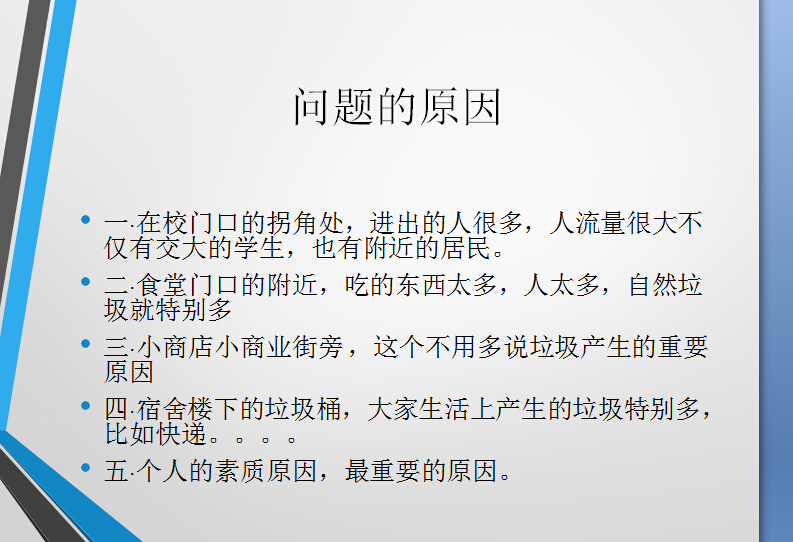 问题的原因
一.在校门口的拐角处，进出的人很多，人流量很大不
仅有交大的学生，也有附近的居民。
二.食堂门口的附近，吃的东西太多，人太多，自然垃
圾就特别多
三.小商店小商业街旁，这个不用多说垃圾产生的重要
原因
四.宿舍楼下的垃圾桶，大家生活上产生的垃圾特别多，
比如快递。。。。
五.个人的素质原因，最重要的原因。